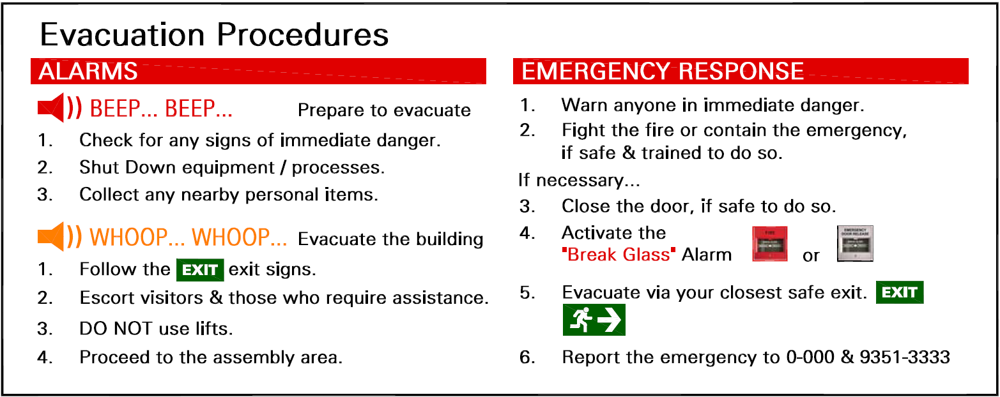 Evacuation Procedures
ALARMS
BEEP... BEEP... Prepare to evacuate
1. Check for any signs of immediate danger.
2. Shut Down equipment / processes.
3. Collect any nearby personal items.
WHOOP... WHOOP... Evacuate the building
1. Follow the EXIT exit signs.
2. Escort visitors & those who require assistance.
3. DO NOT use lifts.
4. Proceed to the assembly area.
EMERGENCY RESPONSE
1. Warn anyone in immediate danger.
2. Fight the fire or contain the emergency,
if safe & trained to do so.
If necessary...
3. Close the door, if safe to do so.
4. Activate the
"Break Glass" Alarm or
FIRE
EMERGENCY
DOOR RELEASE
5. Evacuate via your closest safe exit. EXIT
6. Report the emergency to 0-000 & 9351-3333